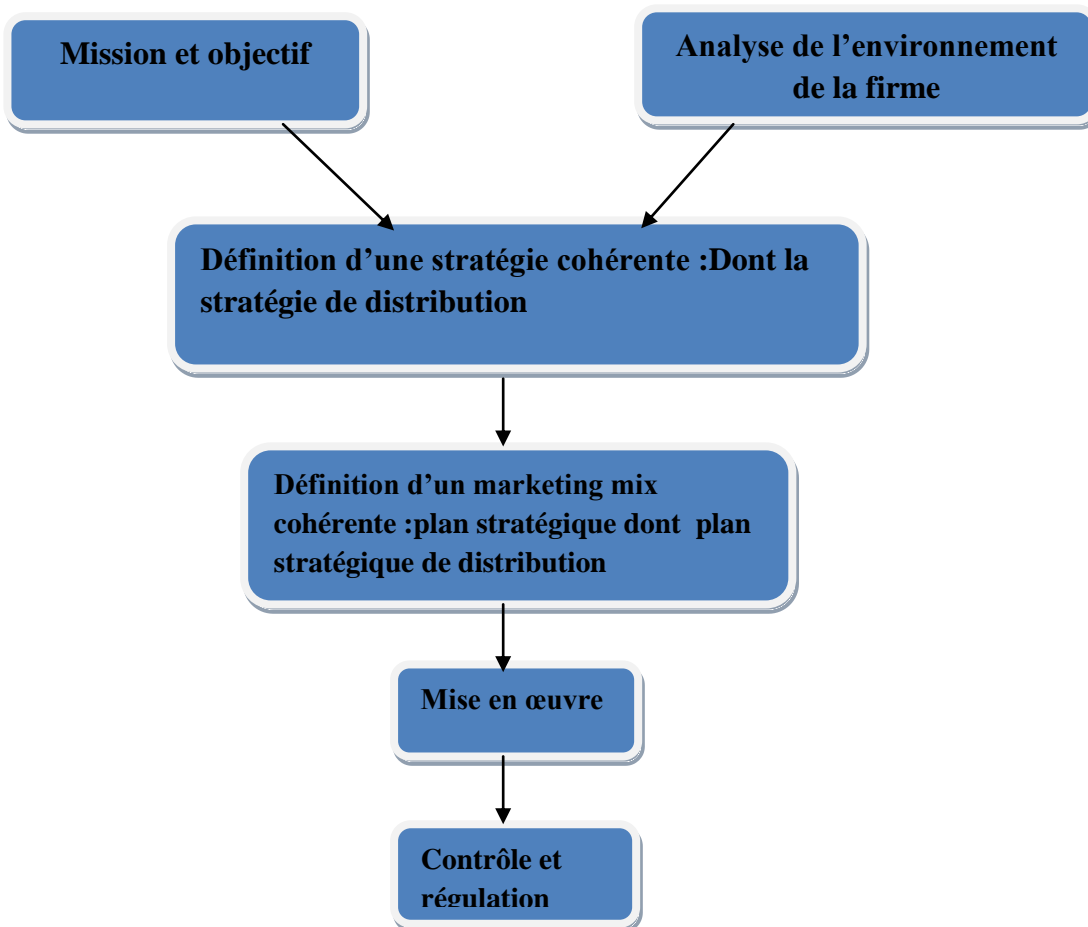 Mission et objectif
Analyse de l’environnement
de la firme
Définition d’une stratégie cohérente :Dont la
stratégie de distribution
Définition d’un marketing mix
cohérente :plan stratégique dont  plan
stratégique de distribution
Mise en œuvre
Contrôle et
régulation